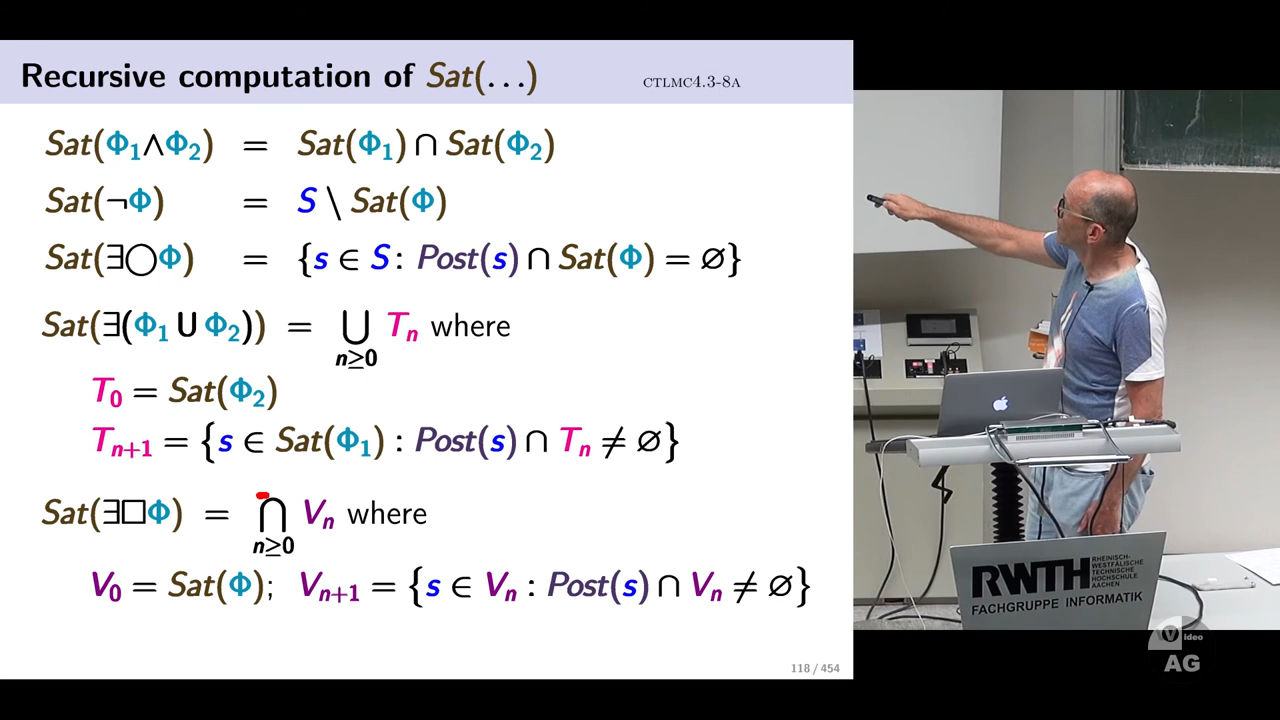 Recursive computation of Sat(...) CTLMC4.3-8A
Sat(Φ₁∧Φ₂) = Sat(Φ₁) ∩ Sat(Φ₂)
Sat(¬Φ) = S \ Sat(Φ)
Sat(∃◯Φ) = {s ∈ S : Post(s) ∩ Sat(Φ) = ∅}
Sat(∃(Φ₁ U Φ₂)) = ⋃ Tₙ where
n≥0
T₀ = Sat(Φ₂)
Tₙ₊₁ = {s ∈ Sat(Φ₁) : Post(s) ∩ Tₙ ≠ ∅}
Sat(∃□Φ) = ⋂ Vₙ where
n≥0
V₀ = Sat(Φ); Vₙ₊₁ = {s ∈ Vₙ : Post(s) ∩ Vₙ ≠ ∅}
118 / 454
RWTH
RHEINISCH-
WESTFÄLISCHE
TECHNISCHE
HOCHSCHULE
AACHEN
FACHGRUPPE INFORMATIK
Video
AG